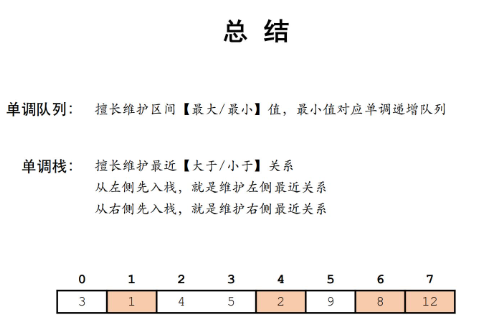 总 结
单调队列： 擅长维护区间【最大/最小】值，最小值对应单调递增队列
单调栈： 擅长维护最近【大于/小于】关系
从左侧先入栈，就是维护左侧最近关系
从右侧先入栈，就是维护右侧最近关系
0 1 2 3 4 5 6 7
3 1 4 5 2 9 8 12